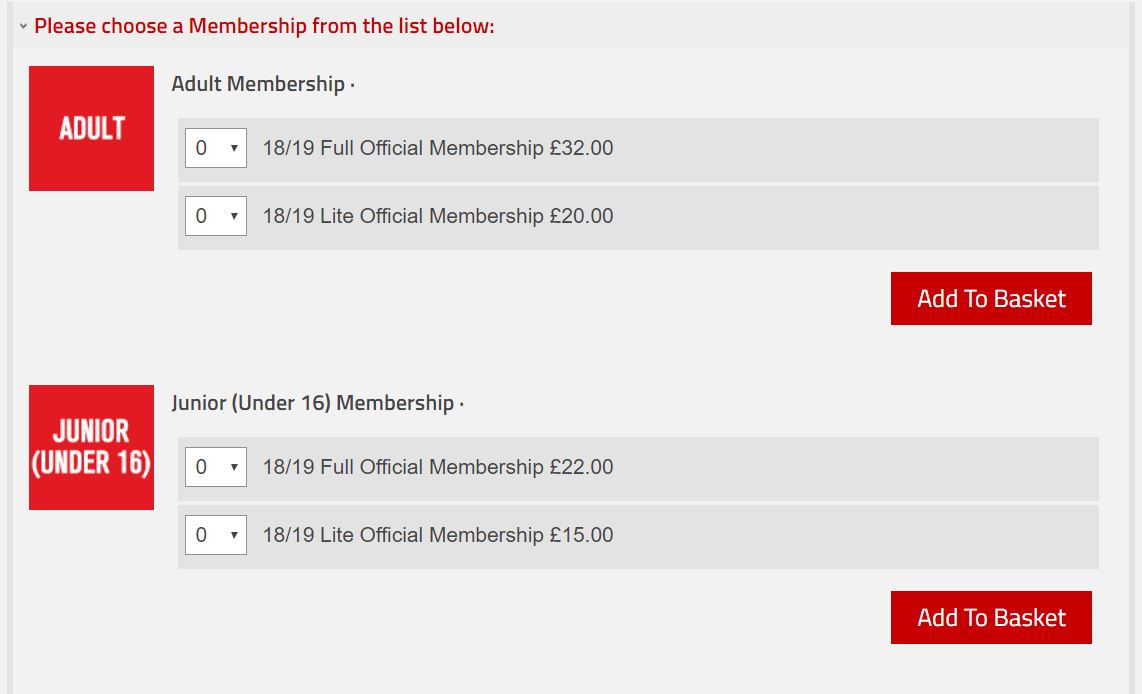 Please choose a Membership from the list below:
ADULT
Adult Membership ·
0 18/19 Full Official Membership £32.00
0 18/19 Lite Official Membership £20.00
Add To Basket
JUNIOR
(UNDER 16)
Junior (Under 16) Membership ·
0 18/19 Full Official Membership £22.00
0 18/19 Lite Official Membership £15.00
Add To Basket